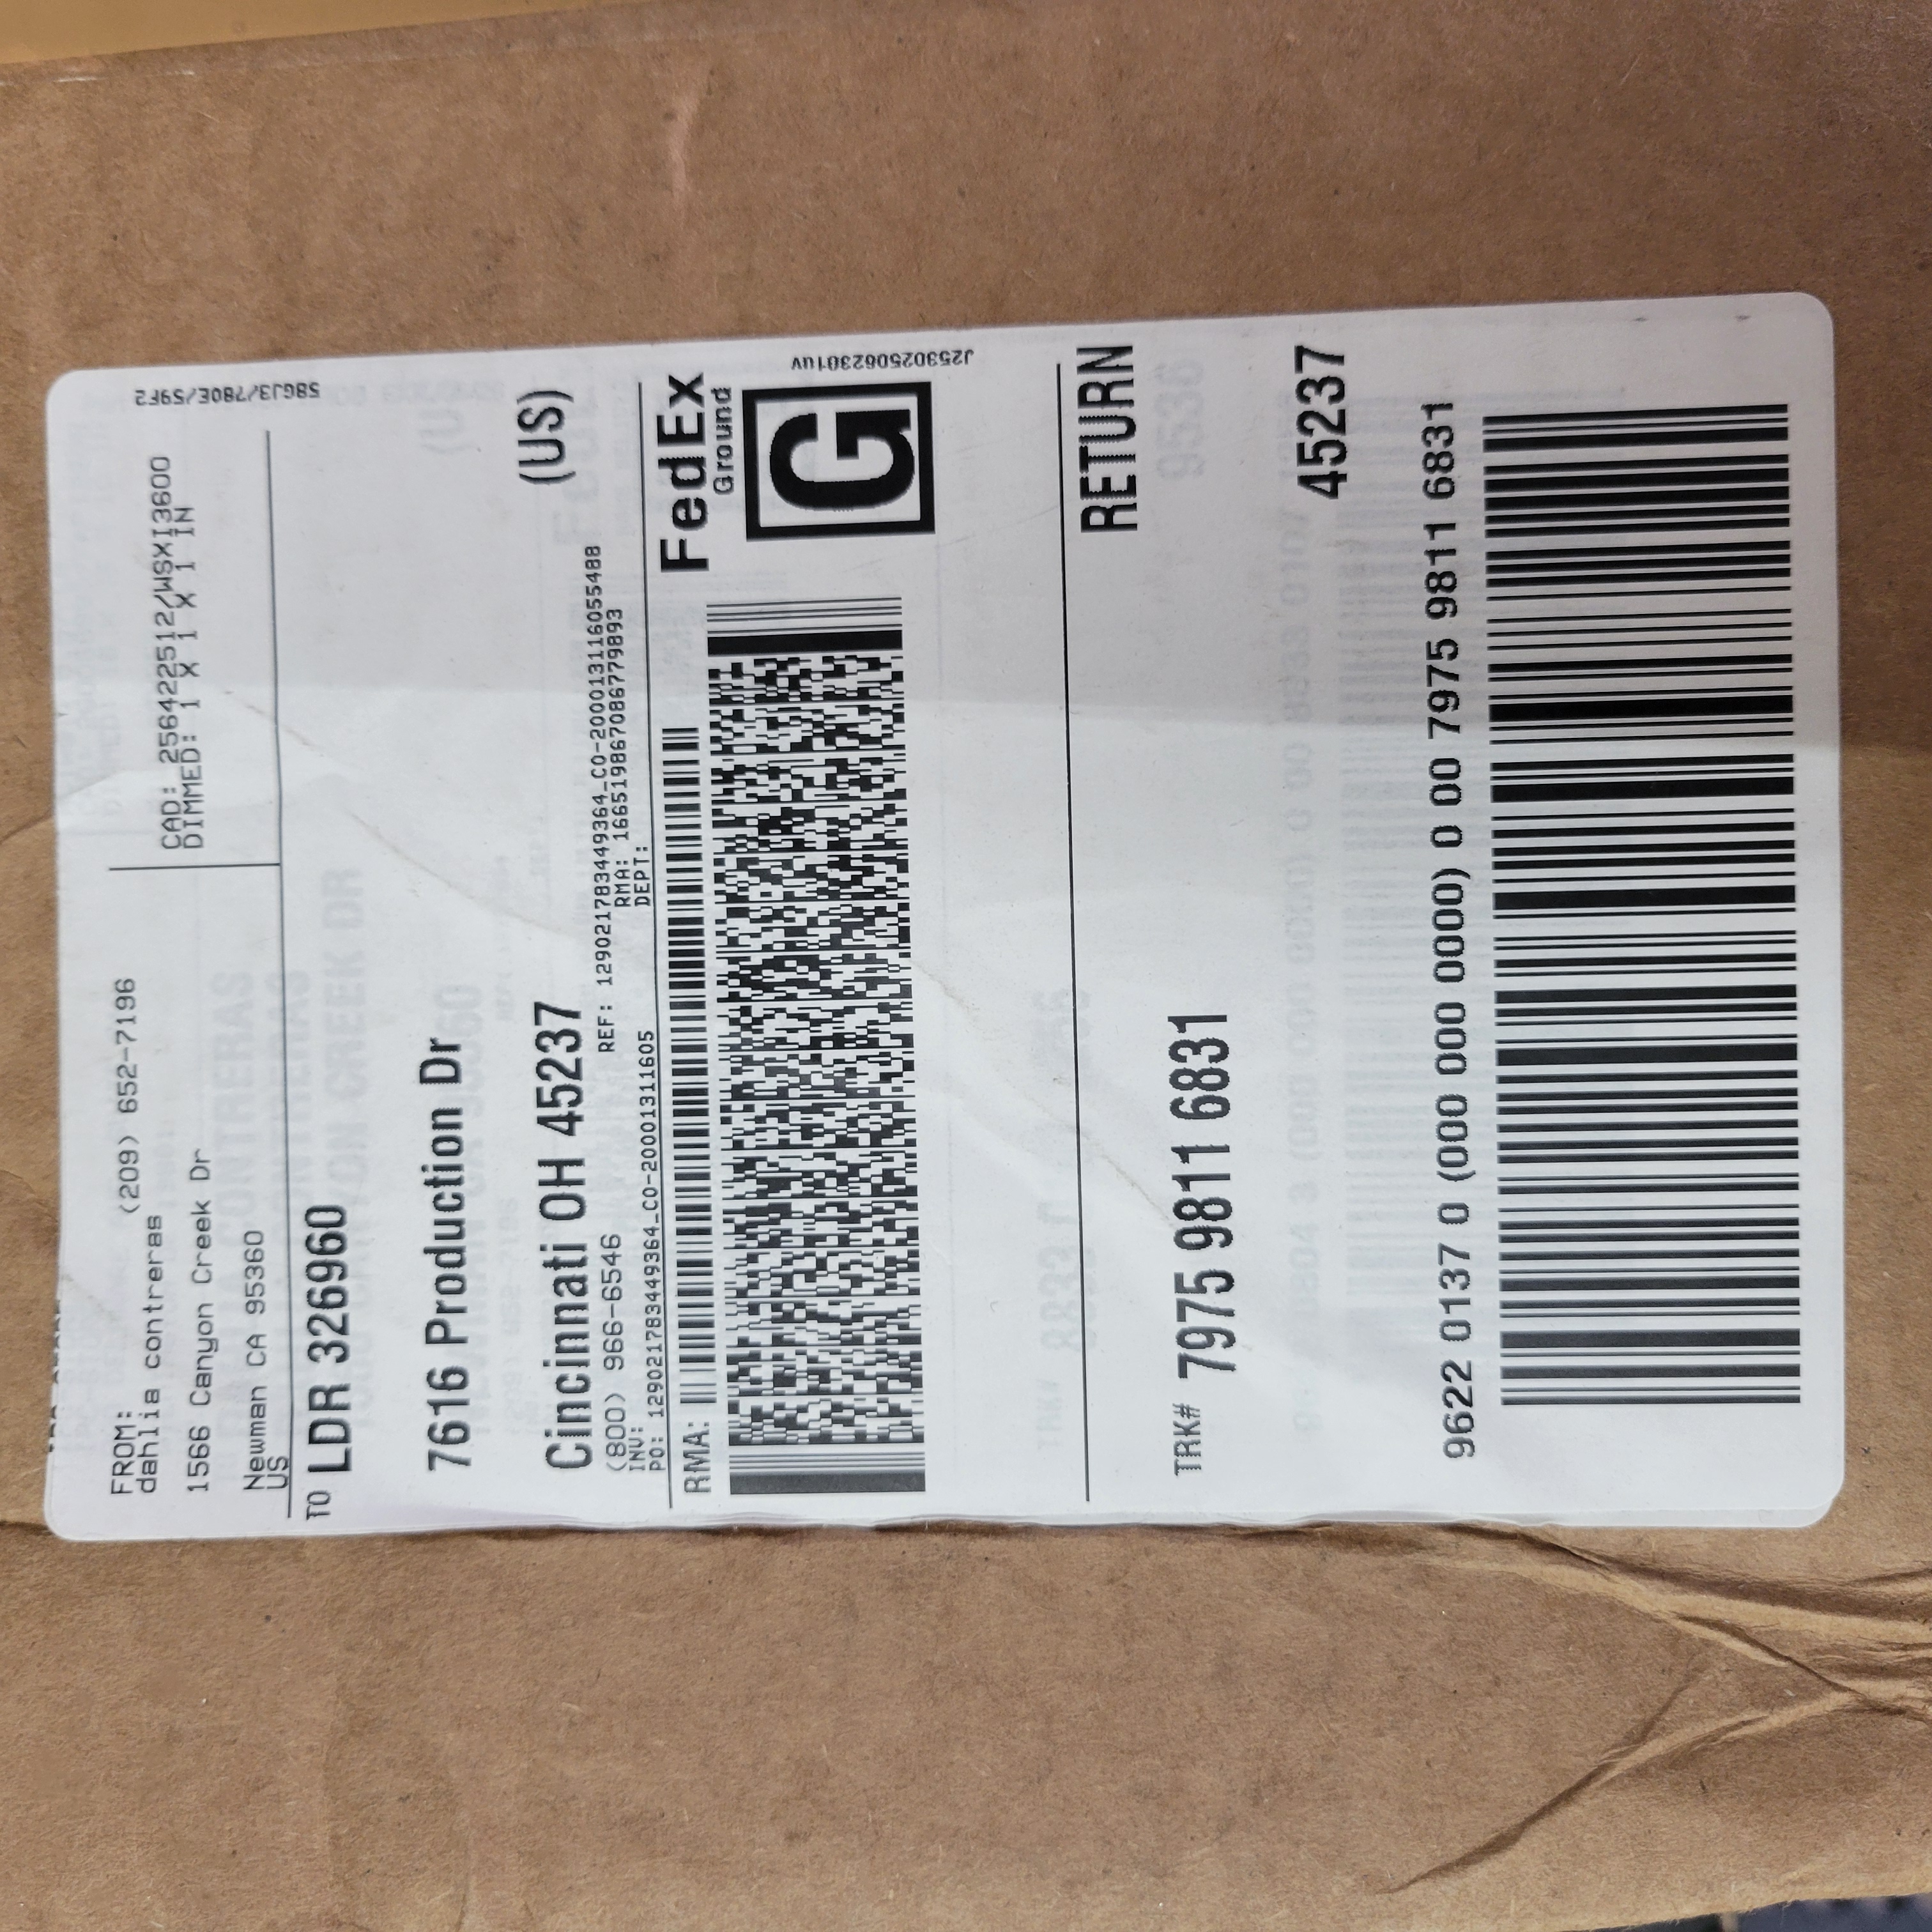 FROM:
(209) 652-7196
dahlia contreras
1566 Canyon Creek Dr
Newman CA 95360
US
CAD: 256422512/WSXI3600
DIMMED: 1 X 1 X 1 IN
58GJ3/780E/59F2
TO LDR 326960
7616 Production Dr
Cincinnati OH 45237
(US)
(800) 966-6546
REF: 129021783449364_CO-20001311605548​8
INV:
RMA: 16651986708677989​3
PO: 129021783449364_CO-20001311605
DEPT:
RMA:
FedEx
Ground
G
J253025062301uv
RETURN
TRK# 7975 9811 6831
45237
9622 0137 0 (000 000 0000) 0 00 7975 9811 6831